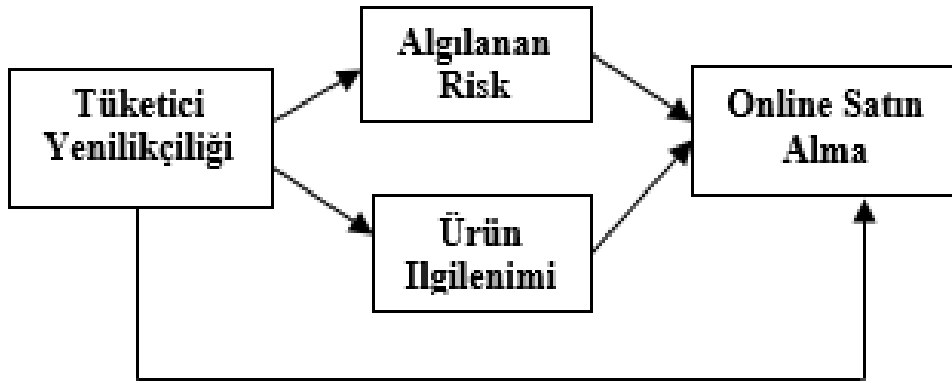 Algılanan
Risk
Tüketici
Yenilikçiliği
Online Satın
Alma
Ürün
Ilgilenimi